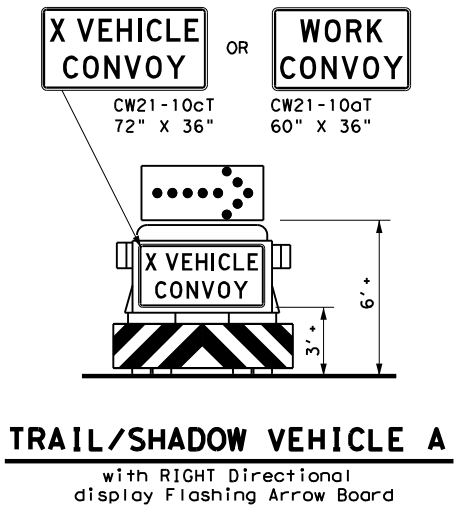 X VEHICLE
CONVOY
OR
WORK
CONVOY
CW21-10cT
72" X 36"
CW21-10aT
60" X 36"
X VEHICLE
CONVOY
6' +
3' +
TRAIL/SHADOW VEHICLE A
with RIGHT Directional
display Flashing Arrow Board